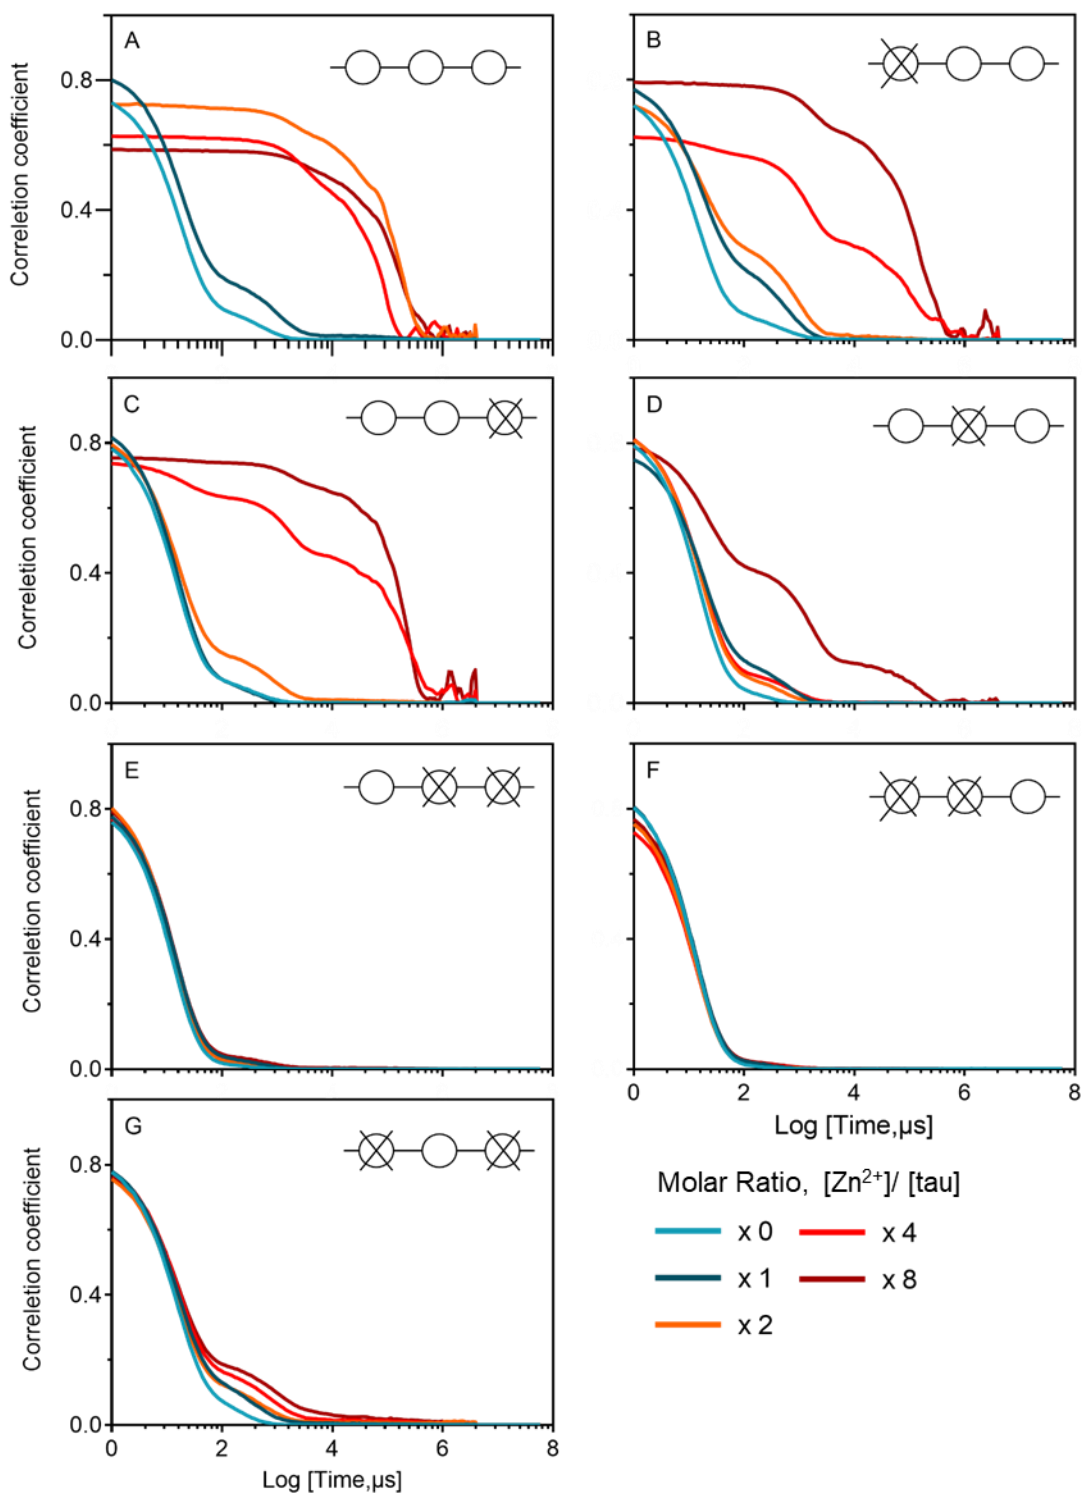 A
Correletion coefficient
0.8
0.4
0.0
B
C
Correletion coefficient
0.8
0.4
0.0
D
E
Correletion coefficient
0.8
0.4
0.0
F
0 2 4 6 8
Log [Time,µs]
G
Correletion coefficient
0.8
0.4
0.0
0 2 4 6 8
Log [Time,µs]
Molar Ratio, [Zn²⁺]/ [tau]
x 0 x 4
x 1 x 8
x 2